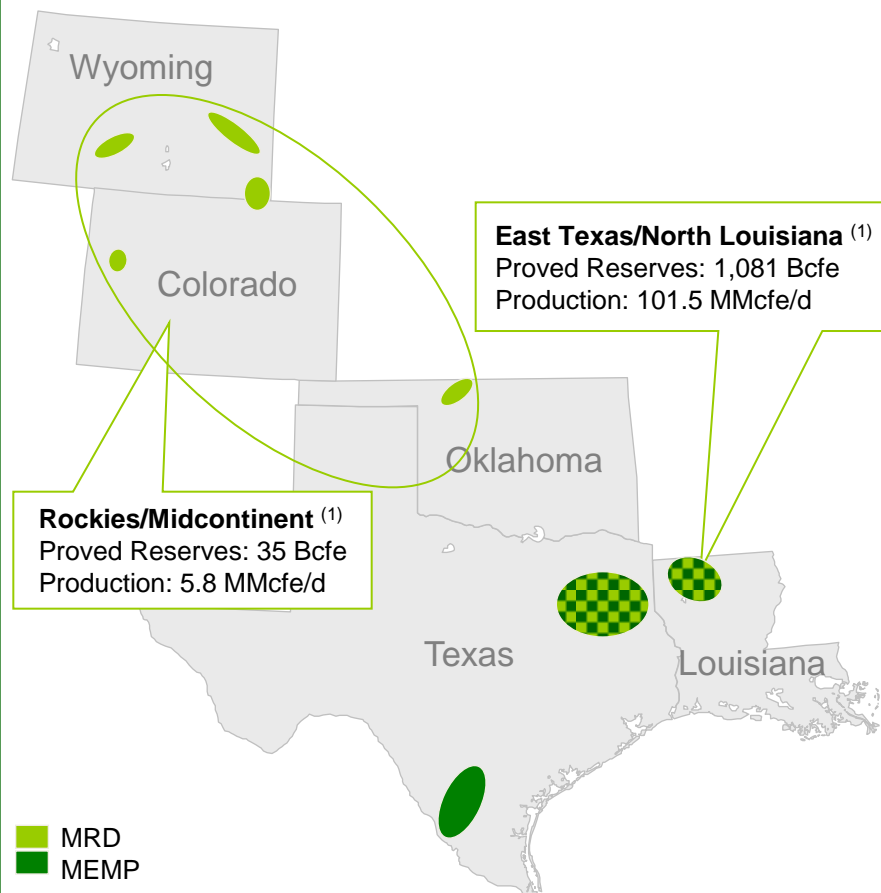 Wyoming
Colorado
East Texas/North Louisiana (1)
Proved Reserves: 1,081 Bcfe
Production: 101.5 MMcfe/d
Oklahoma
Rockies/Midcontinent (1)
Proved Reserves: 35 Bcfe
Production: 5.8 MMcfe/d
Texas
Louisiana
MRD
MEMP